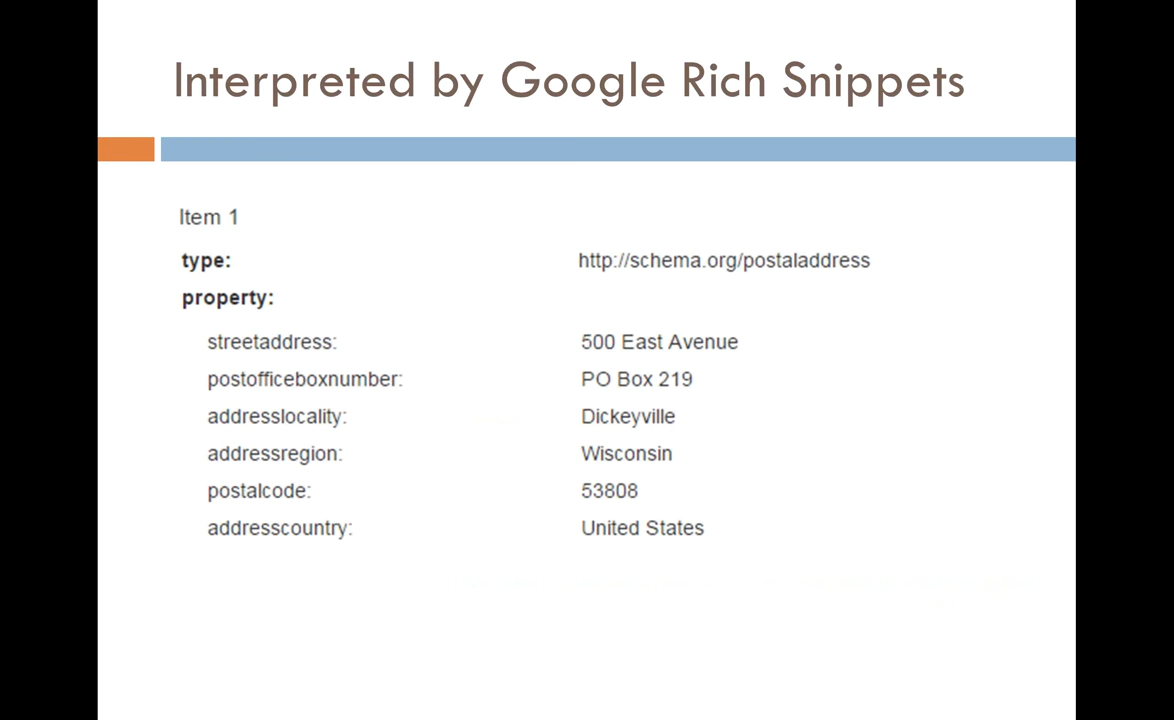 Interpreted by Google Rich Snippets
Item 1
type: http://schema.org/postaladdress
property:
streetaddress: 500 East Avenue
postofficeboxnumber: PO Box 219
addresslocality: Dickeyville
addressregion: Wisconsin
postalcode: 53808
addresscountry: United States